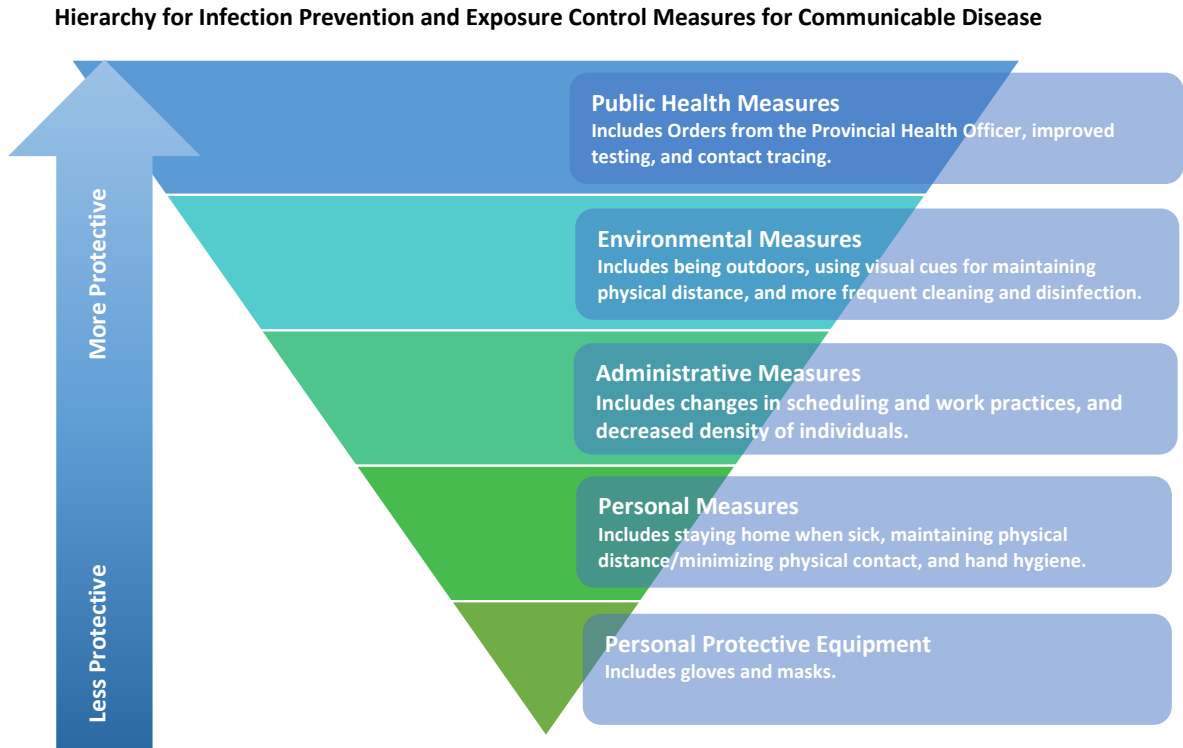 Hierarchy for Infection Prevention and Exposure Control Measures for Communicable Disease
More Protective
Less Protective
Public Health Measures
Includes Orders from the Provincial Health Officer, improved
testing, and contact tracing.
Environmental Measures
Includes being outdoors, using visual cues for maintaining
physical distance, and more frequent cleaning and disinfection.
Administrative Measures
Includes changes in scheduling and work practices, and
decreased density of individuals.
Personal Measures
Includes staying home when sick, maintaining physical
distance/minimizing physical contact, and hand hygiene.
Personal Protective Equipment
Includes gloves and masks.